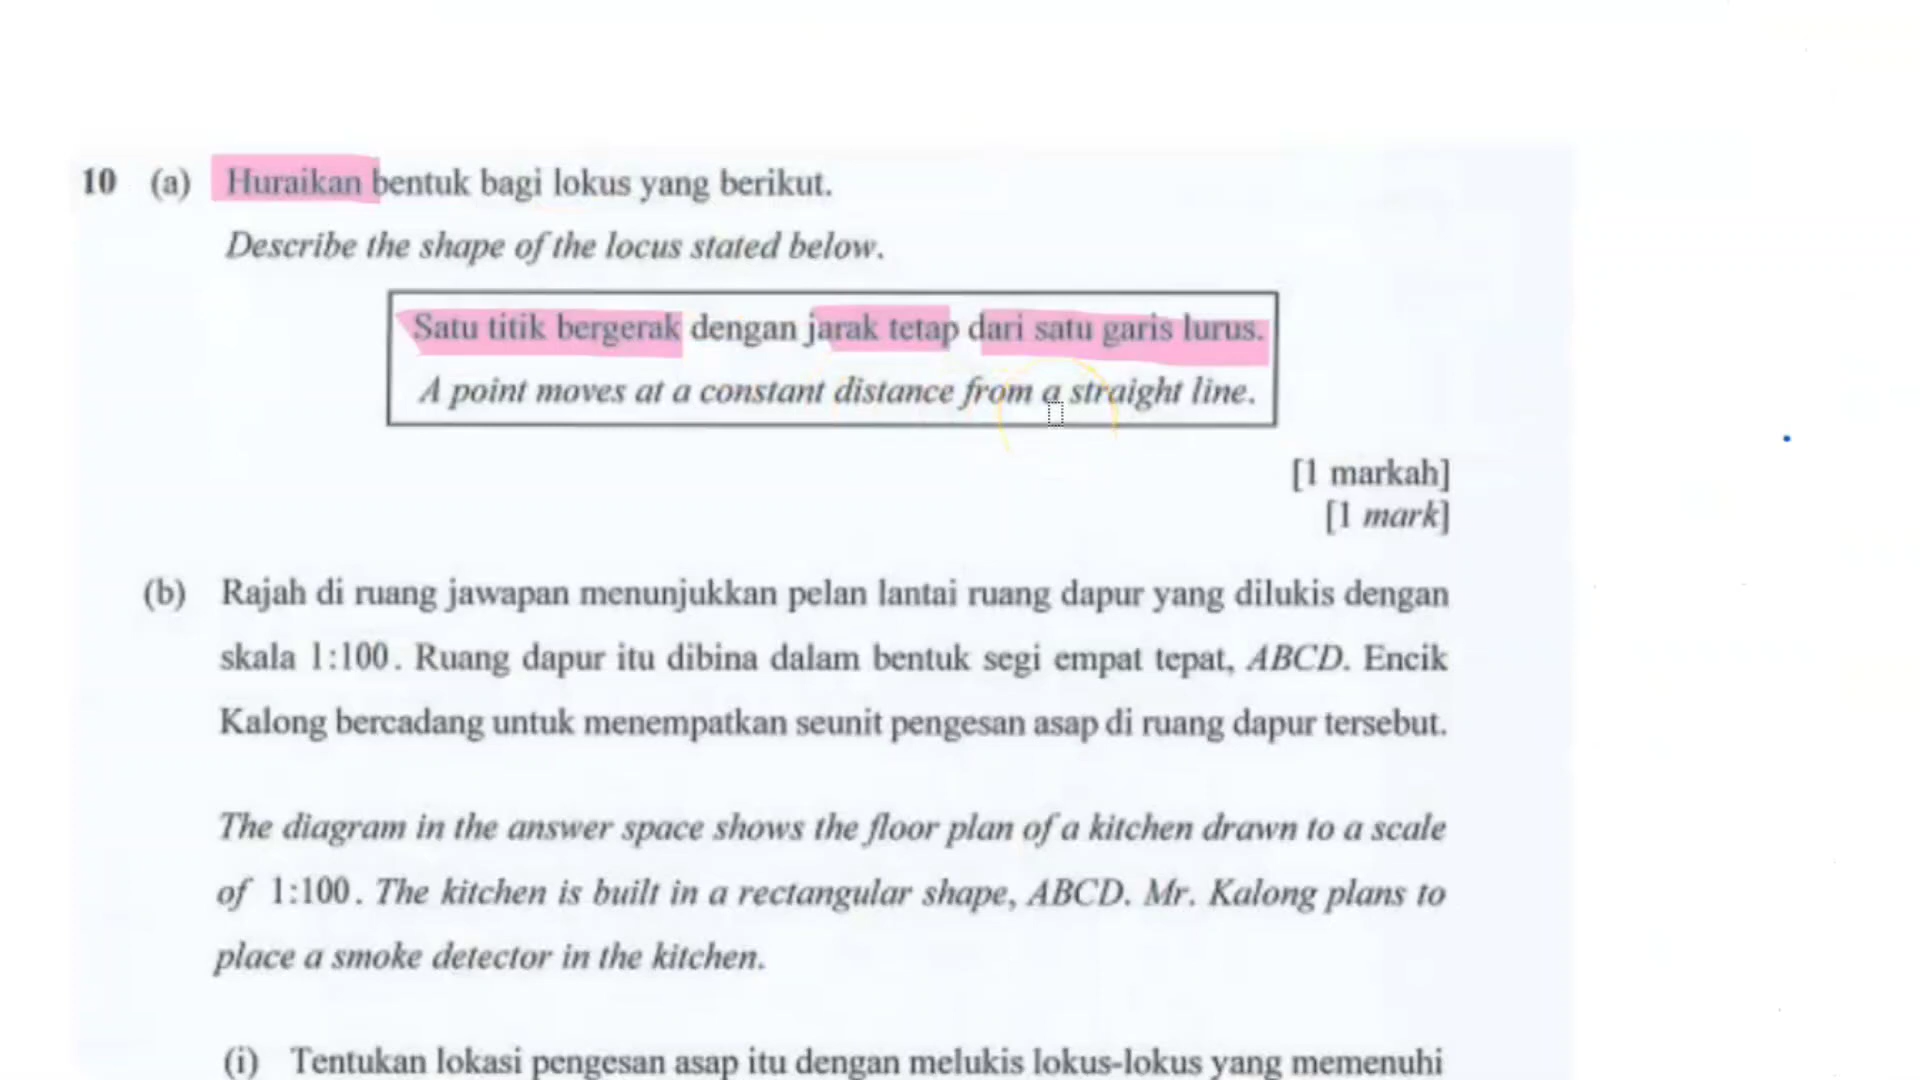 10 (a) Huraikan bentuk bagi lokus yang berikut.
Describe the shape of the locus stated below.
Satu titik bergerak dengan jarak tetap dari satu garis lurus.
A point moves at a constant distance from a straight line.
[1 markah]
[1 mark]
(b) Rajah di ruang jawapan menunjukkan pelan lantai ruang dapur yang dilukis dengan
skala 1:100. Ruang dapur itu dibina dalam bentuk segi empat tepat, ABCD. Encik
Kalong bercadang untuk menempatkan seunit pengesan asap di ruang dapur tersebut.
The diagram in the answer space shows the floor plan of a kitchen drawn to a scale
of 1:100. The kitchen is built in a rectangular shape, ABCD. Mr. Kalong plans to
place a smoke detector in the kitchen.
(i) Tentukan lokasi pengesan asap itu dengan melukis lokus-lokus yang memenuhi